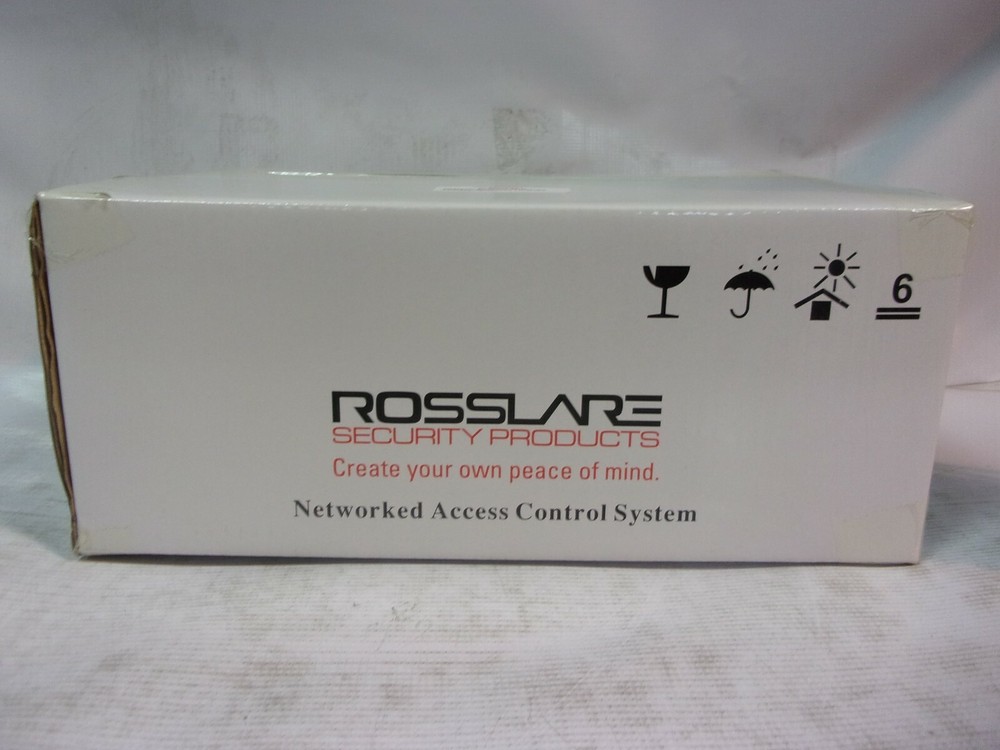 6
ROSSLARE
SECURITY PRODUCTS
Create your own peace of mind.
Networked Access Control System